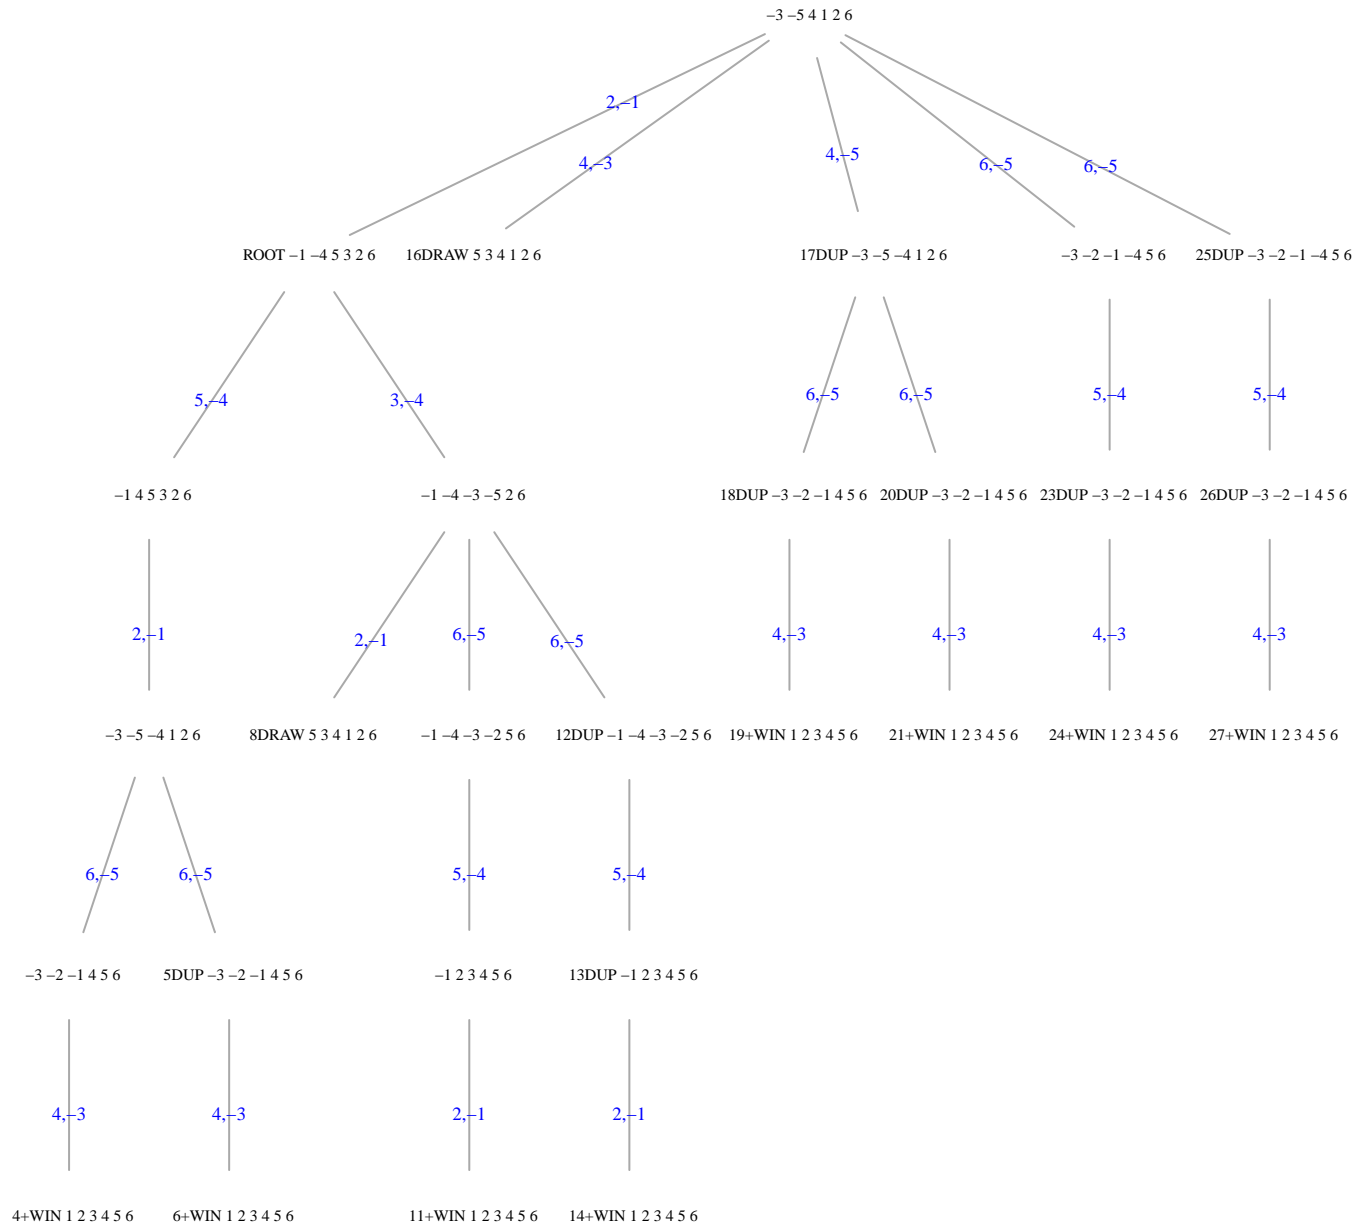 −3 −5 4 1 2 6
2,−1
4,−3
4,−5
6,−5
6,−5
ROOT −1 −4 5 3 2 6
16DRAW 5 3 4 1 2 6
17DUP −3 −5 −4 1 2 6
−3 −2 −1 −4 5 6
25DUP −3 −2 −1 −4 5 6
5,−4
3,−4
6,−5
6,−5
5,−4
5,−4
−1 4 5 3 2 6
−1 −4 −3 −5 2 6
18DUP −3 −2 −1 4 5 6
20DUP −3 −2 −1 4 5 6
23DUP −3 −2 −1 4 5 6
26DUP −3 −2 −1 4 5 6
2,−1
2,−1
6,−5
6,−5
4,−3
4,−3
4,−3
4,−3
−3 −5 −4 1 2 6
8DRAW 5 3 4 1 2 6
−1 −4 −3 −2 5 6
12DUP −1 −4 −3 −2 5 6
19+WIN 1 2 3 4 5 6
21+WIN 1 2 3 4 5 6
24+WIN 1 2 3 4 5 6
27+WIN 1 2 3 4 5 6
6,−5
6,−5
5,−4
5,−4
−3 −2 −1 4 5 6
5DUP −3 −2 −1 4 5 6
−1 2 3 4 5 6
13DUP −1 2 3 4 5 6
4,−3
4,−3
2,−1
2,−1
4+WIN 1 2 3 4 5 6
6+WIN 1 2 3 4 5 6
11+WIN 1 2 3 4 5 6
14+WIN 1 2 3 4 5 6